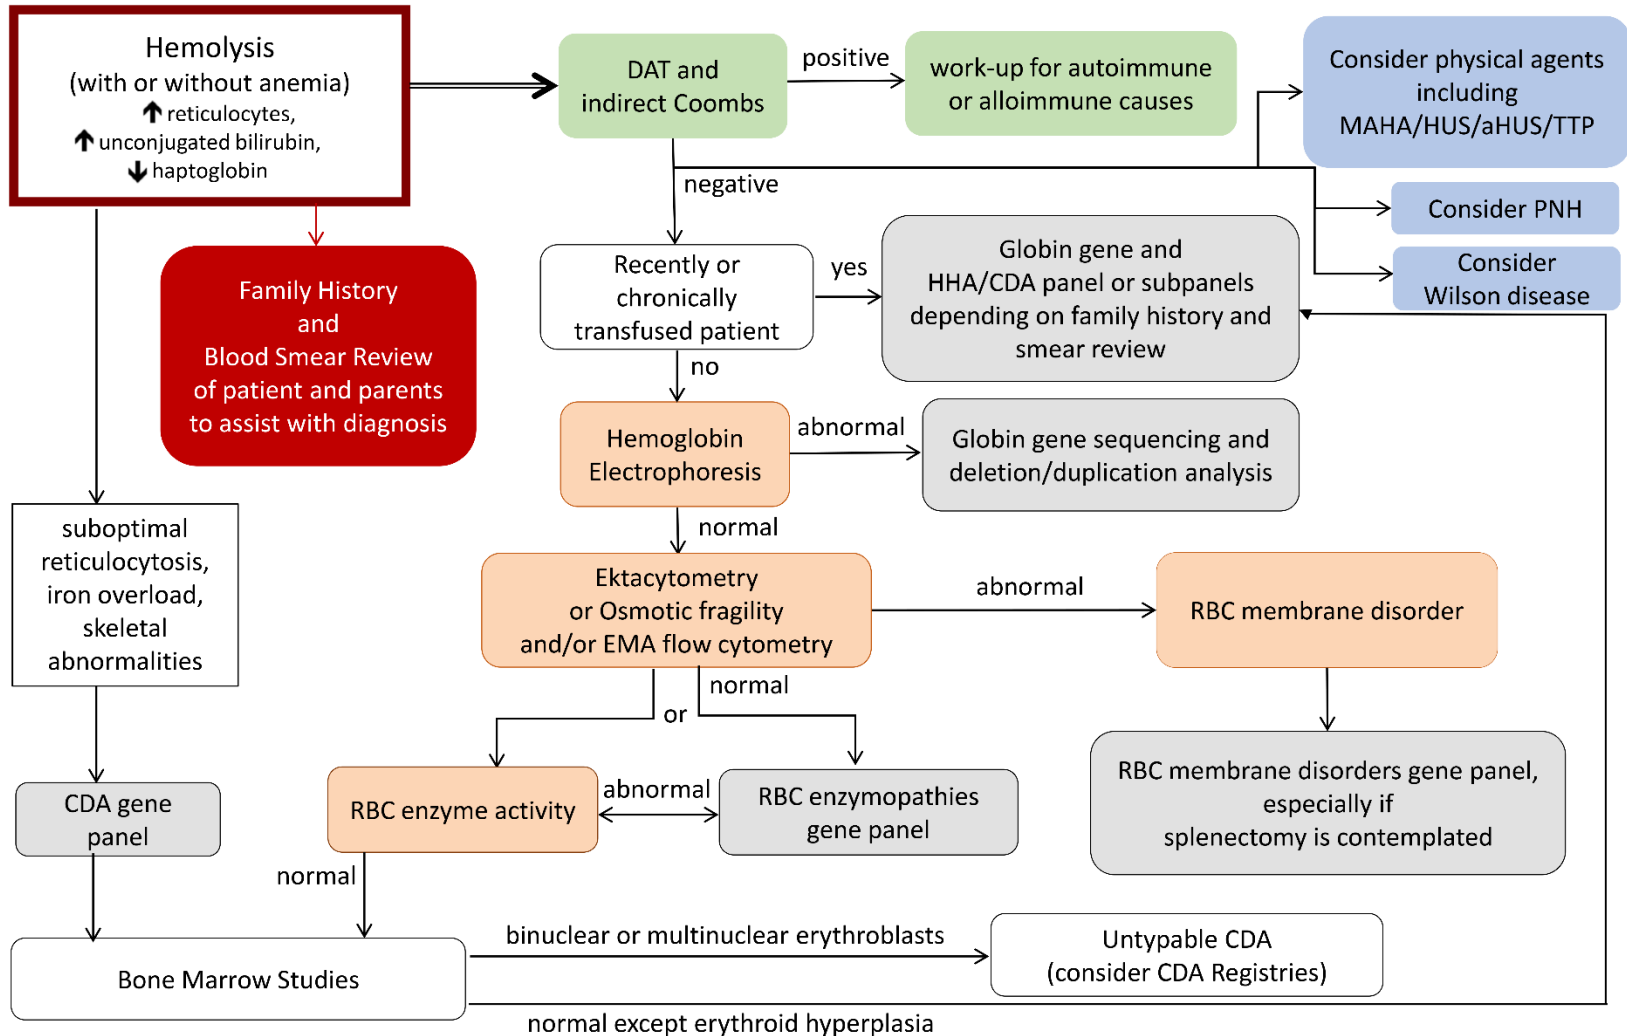 Hemolysis
(with or without anemia)
↑ reticulocytes,
↑ unconjugated bilirubin,
↓ haptoglobin
DAT and
indirect Coombs
positive
work-up for autoimmune
or alloimmune causes
Consider physical agents
including
MAHA/HUS/aHUS/TTP
negative
Consider PNH
Consider
Wilson disease
Family History
and
Blood Smear Review
of patient and parents
to assist with diagnosis
Recently or
chronically
transfused patient
yes
Globin gene and
HHA/CDA panel or subpanels
depending on family history and
smear review
no
Hemoglobin
Electrophoresis
abnormal
Globin gene sequencing and
deletion/duplication analysis
normal
suboptimal
reticulocytosis,
iron overload,
skeletal
abnormalities
Ektacytometry
or Osmotic fragility
and/or EMA flow cytometry
abnormal
RBC membrane disorder
normal
or
RBC membrane disorders gene panel,
especially if
splenectomy is contemplated
CDA gene
panel
RBC enzyme activity
abnormal
RBC enzymopathies
gene panel
normal
Bone Marrow Studies
binuclear or multinuclear erythroblasts
Untypable CDA
(consider CDA Registries)
normal except erythroid hyperplasia